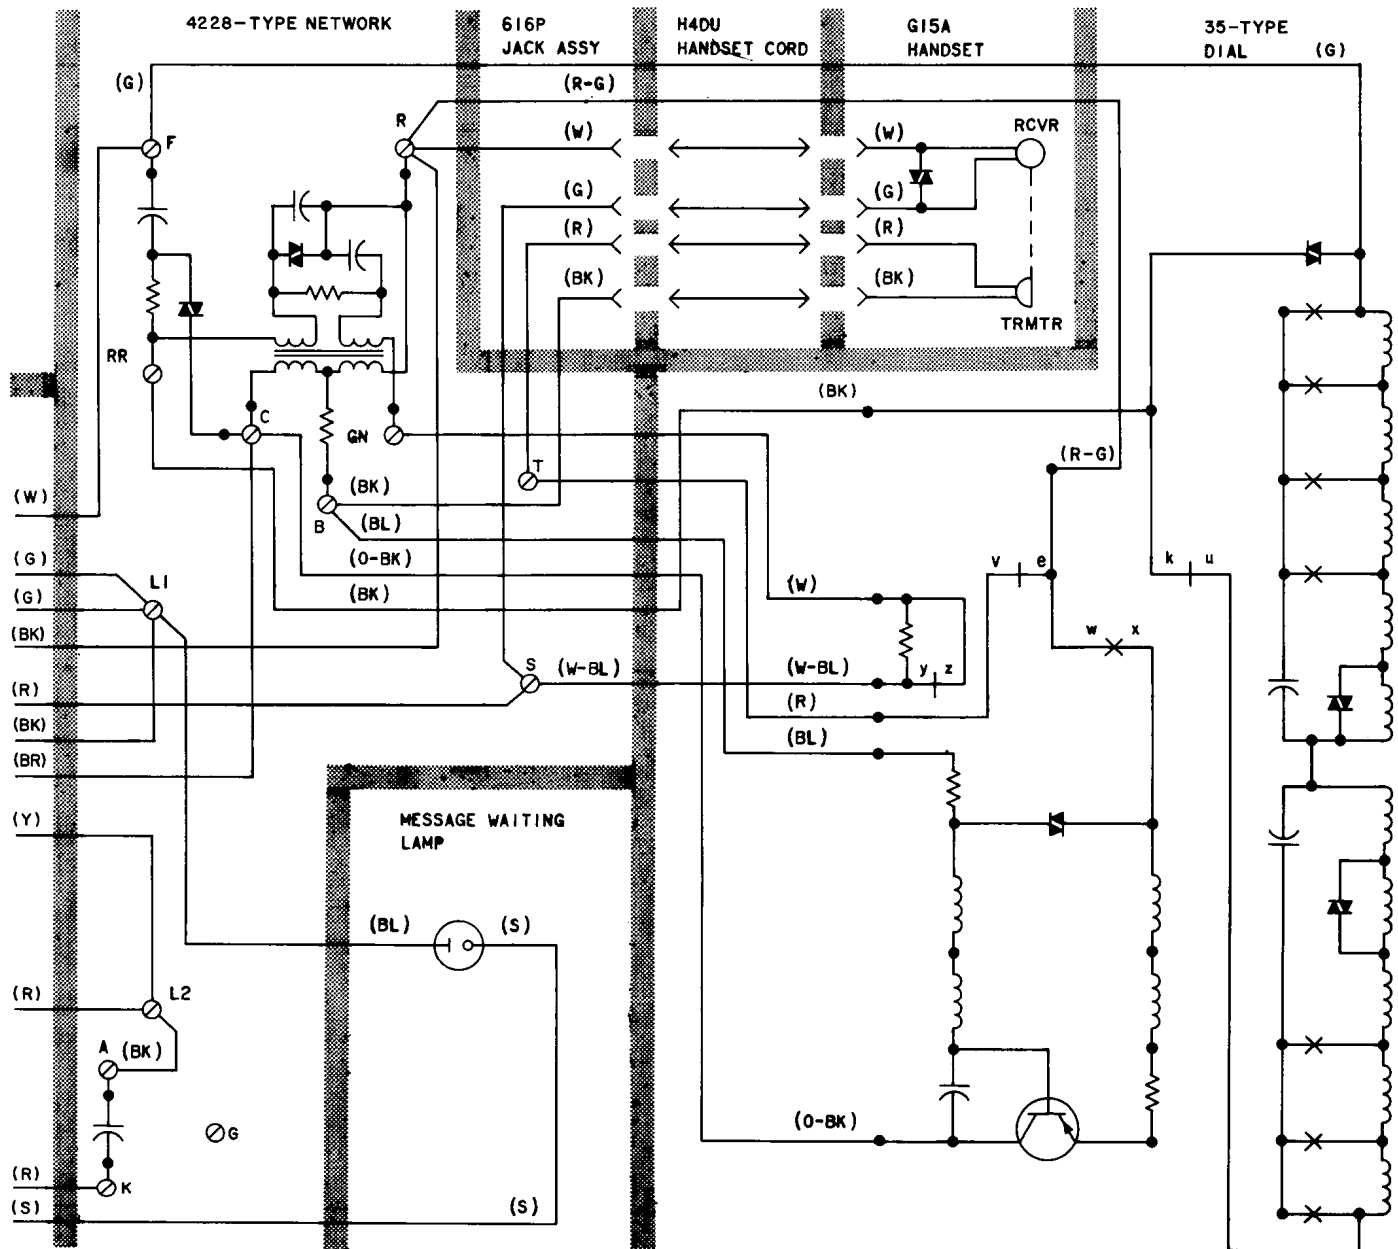 4228-TYPE NETWORK
616P
JACK ASSY
H4DU
HANDSET CORD
G15A
HANDSET
35-TYPE
DIAL
(G)
(G)
(R-G)
F
R
(W)
(W)
RCVR
(G)
(G)
(R)
(R)
(BK)
(BK)
TRMTR
RR
(BK)
C
GN
(R-G)
T
(BK)
(W)
B
(BL)
(G)
(O-BK)
v
e
k
u
L1
(G)
(BK)
(W)
(BK)
w
x
S
(W-BL)
(W-BL)
y
z
(R)
(R)
(BK)
(BL)
(BR)
(Y)
MESSAGE WAITING
LAMP
(BL)
(S)
(R)
L2
A
(BK)
(O-BK)
G
(R)
K
(S)
(S)